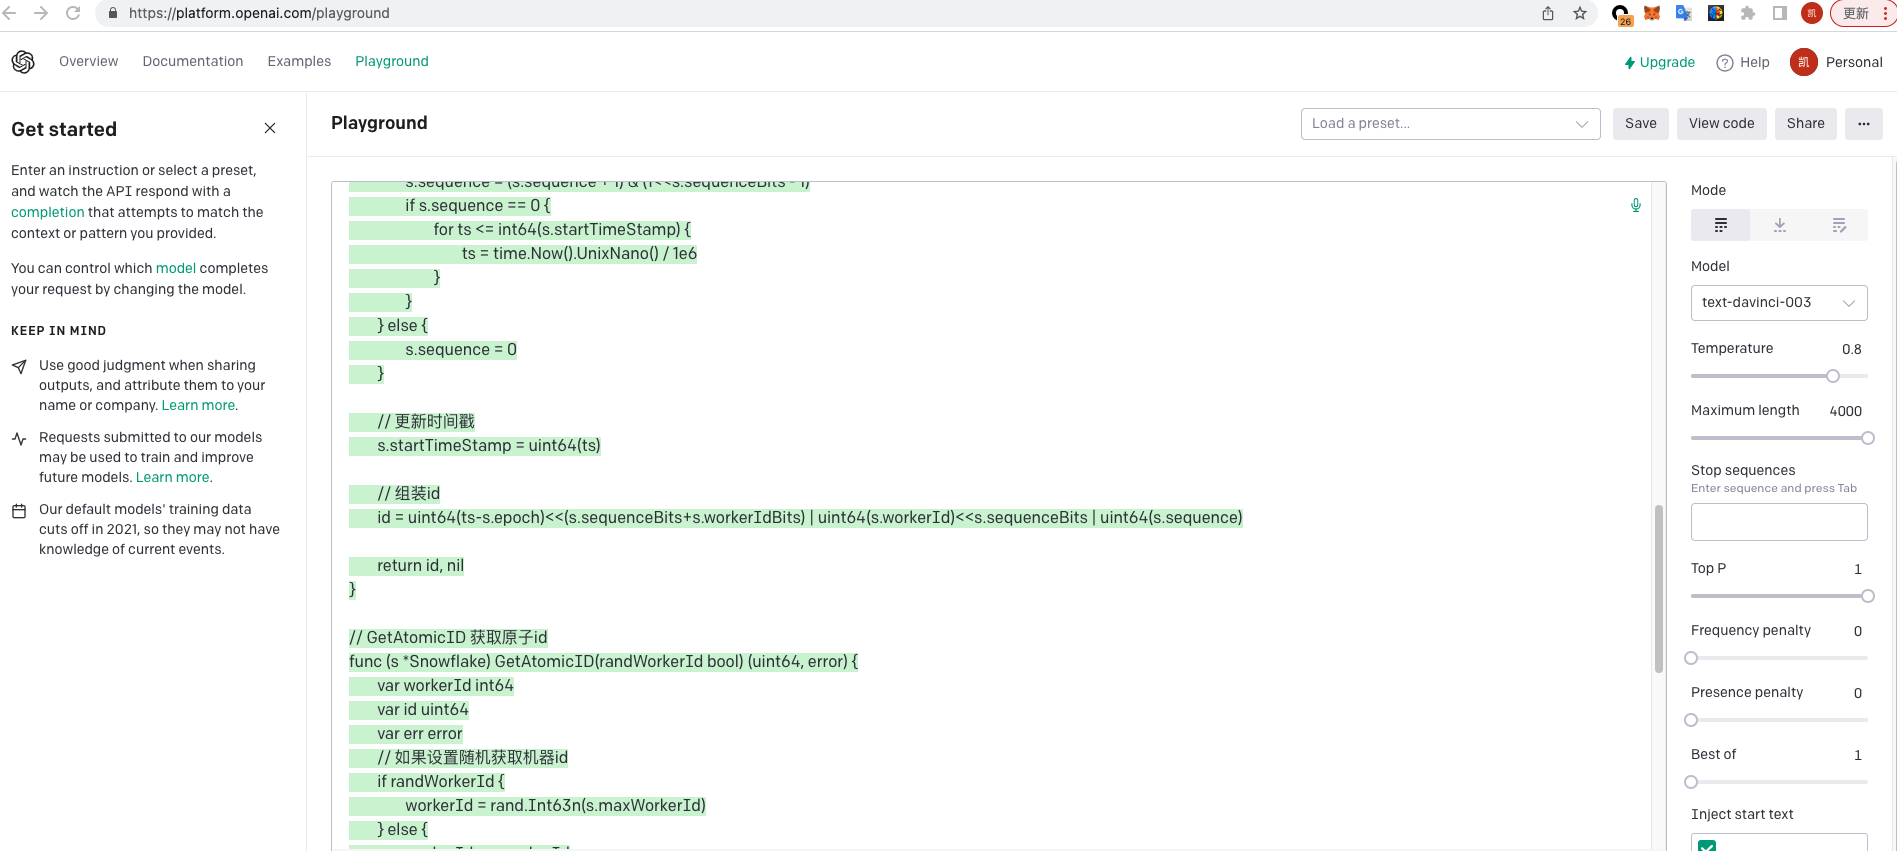 https://platform.openai.com/playground
26
凯
更新
Overview
Documentation
Examples
Playground
Upgrade
Help
凯
Personal
Get started
Enter an instruction or select a preset,
and watch the API respond with a
completion that attempts to match the
context or pattern you provided.
You can control which model completes
your request by changing the model.
KEEP IN MIND
Use good judgment when sharing
outputs, and attribute them to your
name or company. Learn more.
Requests submitted to our models
may be used to train and improve
future models. Learn more.
Our default models' training data
cuts off in 2021, so they may not have
knowledge of current events.
Playground
Load a preset...
Save
View code
Share
...
s.sequence = (s.sequence + 1) & (1<<s.sequenceBits - 1)
if s.sequence == 0 {
for ts <= int64(s.startTimeStamp) {
ts = time.Now().UnixNano() / 1e6
}
}
} else {
s.sequence = 0
}
// 更新时间戳
s.startTimeStamp = uint64(ts)
// 组装id
id = uint64(ts-s.epoch)<<(s.sequenceBits+s.workerIdBits) | uint64(s.workerId)<<s.sequenceBits | uint64(s.sequence)
return id, nil
}
// GetAtomicID 获取原子id
func (s *Snowflake) GetAtomicID(randWorkerId bool) (uint64, error) {
var workerId int64
var id uint64
var err error
// 如果设置随机获取机器id
if randWorkerId {
workerId = rand.Int63n(s.maxWorkerId)
} else {
Mode
Model
text-davinci-003
Temperature
0.8
Maximum length
4000
Stop sequences
Enter sequence and press Tab
Top P
1
Frequency penalty
0
Presence penalty
0
Best of
1
Inject start text